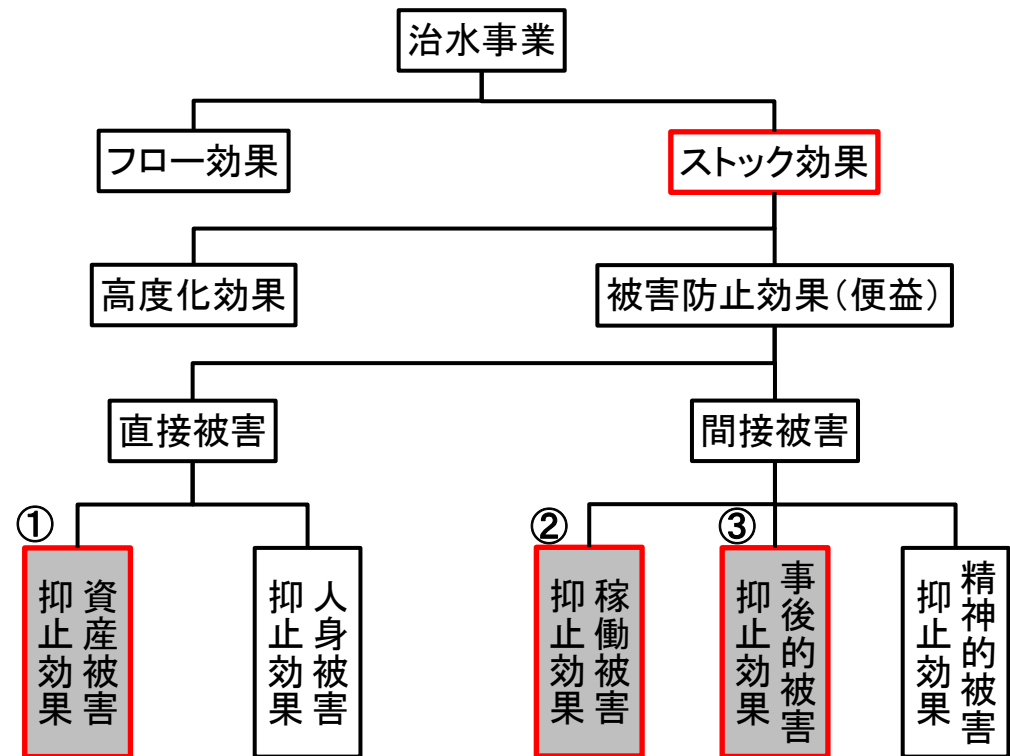 治水事業
フロー効果
ストック効果
高度化効果
被害防止効果(便益)
直接被害
間接被害
①
②
③
資産被害
抑止効果
人身被害
抑止効果
稼働被害
抑止効果
事後的被害
抑止効果
精神的被害
抑止効果